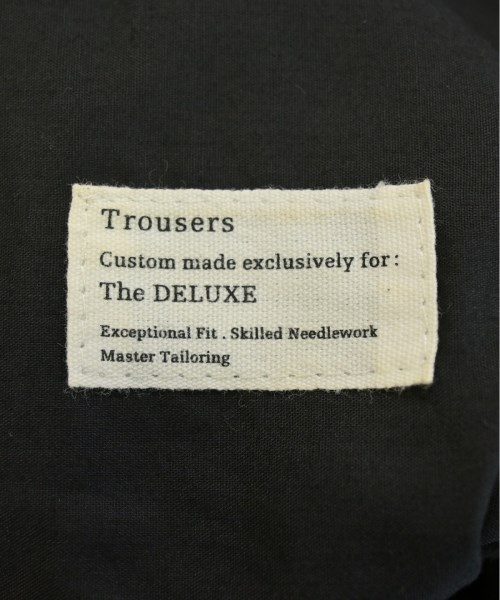 Trousers
Custom made exclusively for:
The DELUXE
Exceptional Fit . Skilled Needlework
Master Tailoring